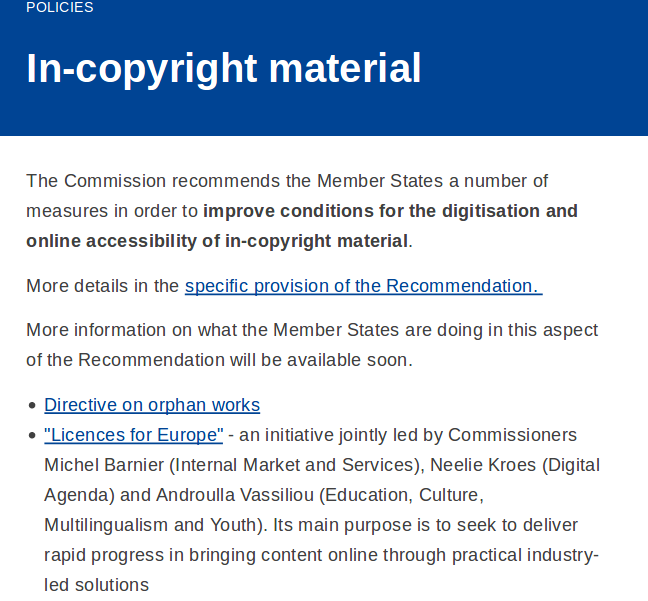 POLICIES
In-copyright material
The Commission recommends the Member States a number of
measures in order to improve conditions for the digitisation and
online accessibility of in-copyright material.
More details in the specific provision of the Recommendation.
More information on what the Member States are doing in this aspect
of the Recommendation will be available soon.
• Directive on orphan works
• "Licences for Europe" - an initiative jointly led by Commissioners
Michel Barnier (Internal Market and Services), Neelie Kroes (Digital
Agenda) and Androulla Vassiliou (Education, Culture,
Multilingualism and Youth). Its main purpose is to seek to deliver
rapid progress in bringing content online through practical industry-
led solutions